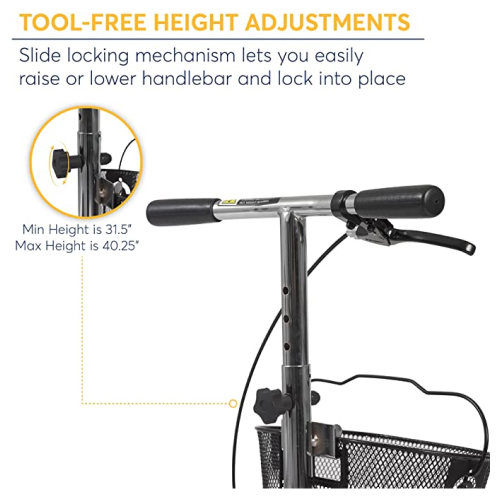 TOOL-FREE HEIGHT ADJUSTMENTS
Slide locking mechanism lets you easily
raise or lower handlebar and lock into place
Min Height is 31.5"
Max Height is 40.25"